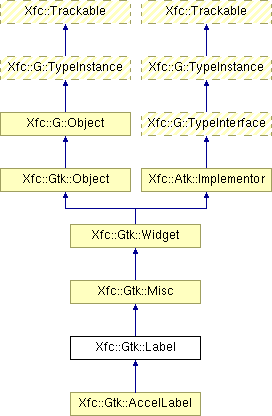 Xfc::Trackable Xfc::Trackable
Xfc::G::TypeInstance Xfc::G::TypeInstance
Xfc::G::Object Xfc::G::TypeInterface
Xfc::Gtk::Object Xfc::Atk::Implementor
Xfc::Gtk::Widget
Xfc::Gtk::Misc
Xfc::Gtk::Label
Xfc::Gtk::AccelLabel